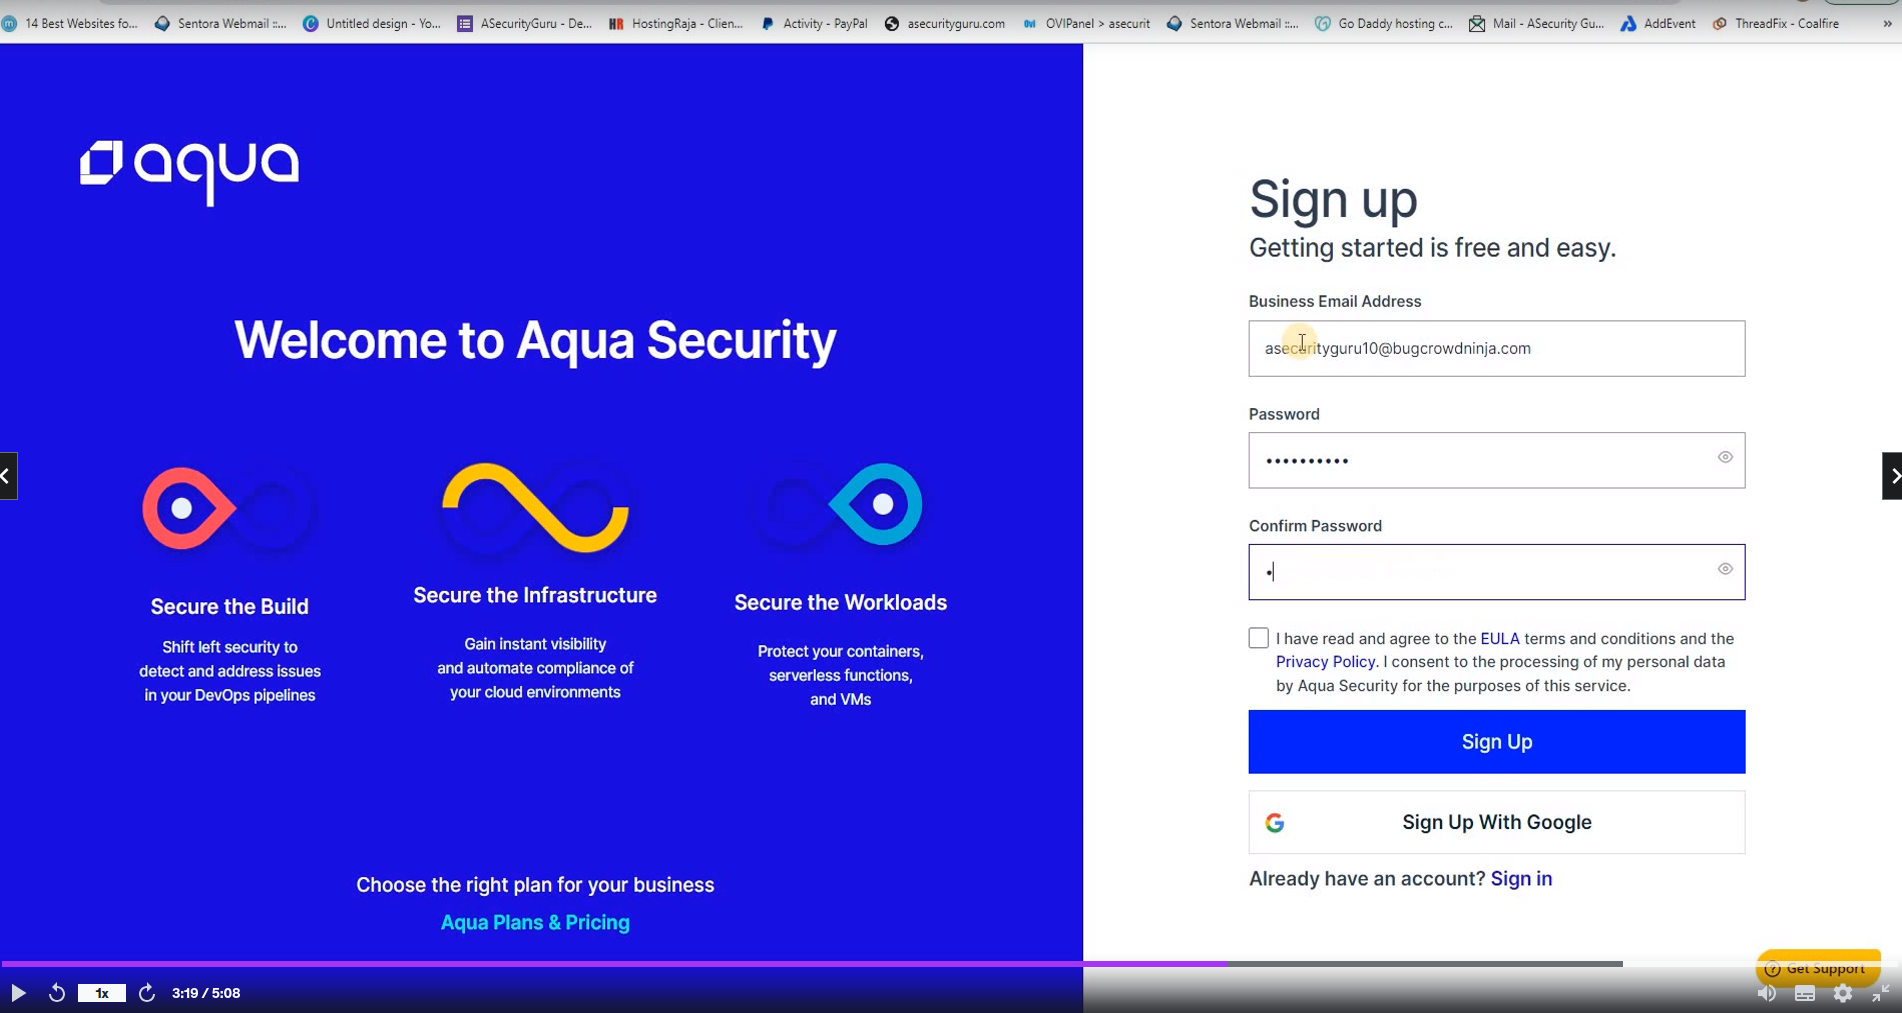 14 Best Websites fo...
Sentora Webmail ::...
Untitled design - Yo...
ASecurityGuru - De...
HR HostingRaja - Clien...
Activity - PayPal
asecurityguru.com
OVI OVIPanel > asecurit
Sentora Webmail ::...
Go Daddy hosting c...
Mail - ASecurity Gu...
AddEvent
ThreadFix - Coalfire
»
aqua
Welcome to Aqua Security
Secure the Build
Shift left security to
detect and address issues
in your DevOps pipelines
Secure the Infrastructure
Gain instant visibility
and automate compliance of
your cloud environments
Secure the Workloads
Protect your containers,
serverless functions,
and VMs
Choose the right plan for your business
Aqua Plans & Pricing
Sign up
Getting started is free and easy.
Business Email Address
asecurityguru10@bugcrowdninja.com
Password
••••••••••
Confirm Password
•
I have read and agree to the EULA terms and conditions and the
Privacy Policy. I consent to the processing of my personal data
by Aqua Security for the purposes of this service.
Sign Up
Sign Up With Google
Already have an account? Sign in
Get Support
1x
3:19 / 5:08